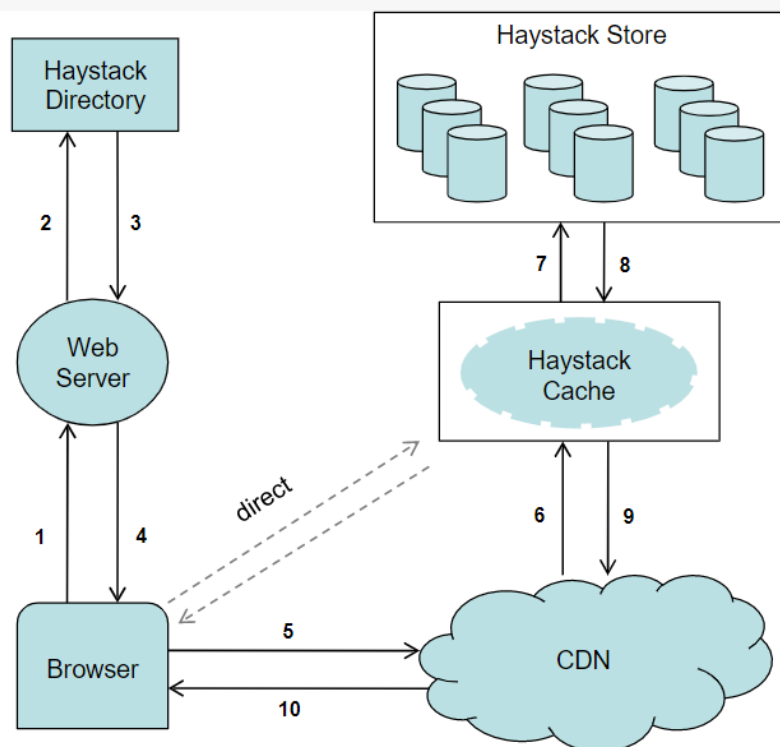 Haystack
Directory
Haystack Store
2
3
7
8
Web
Server
Haystack
Cache
direct
1
4
6
9
Browser
5
CDN
10